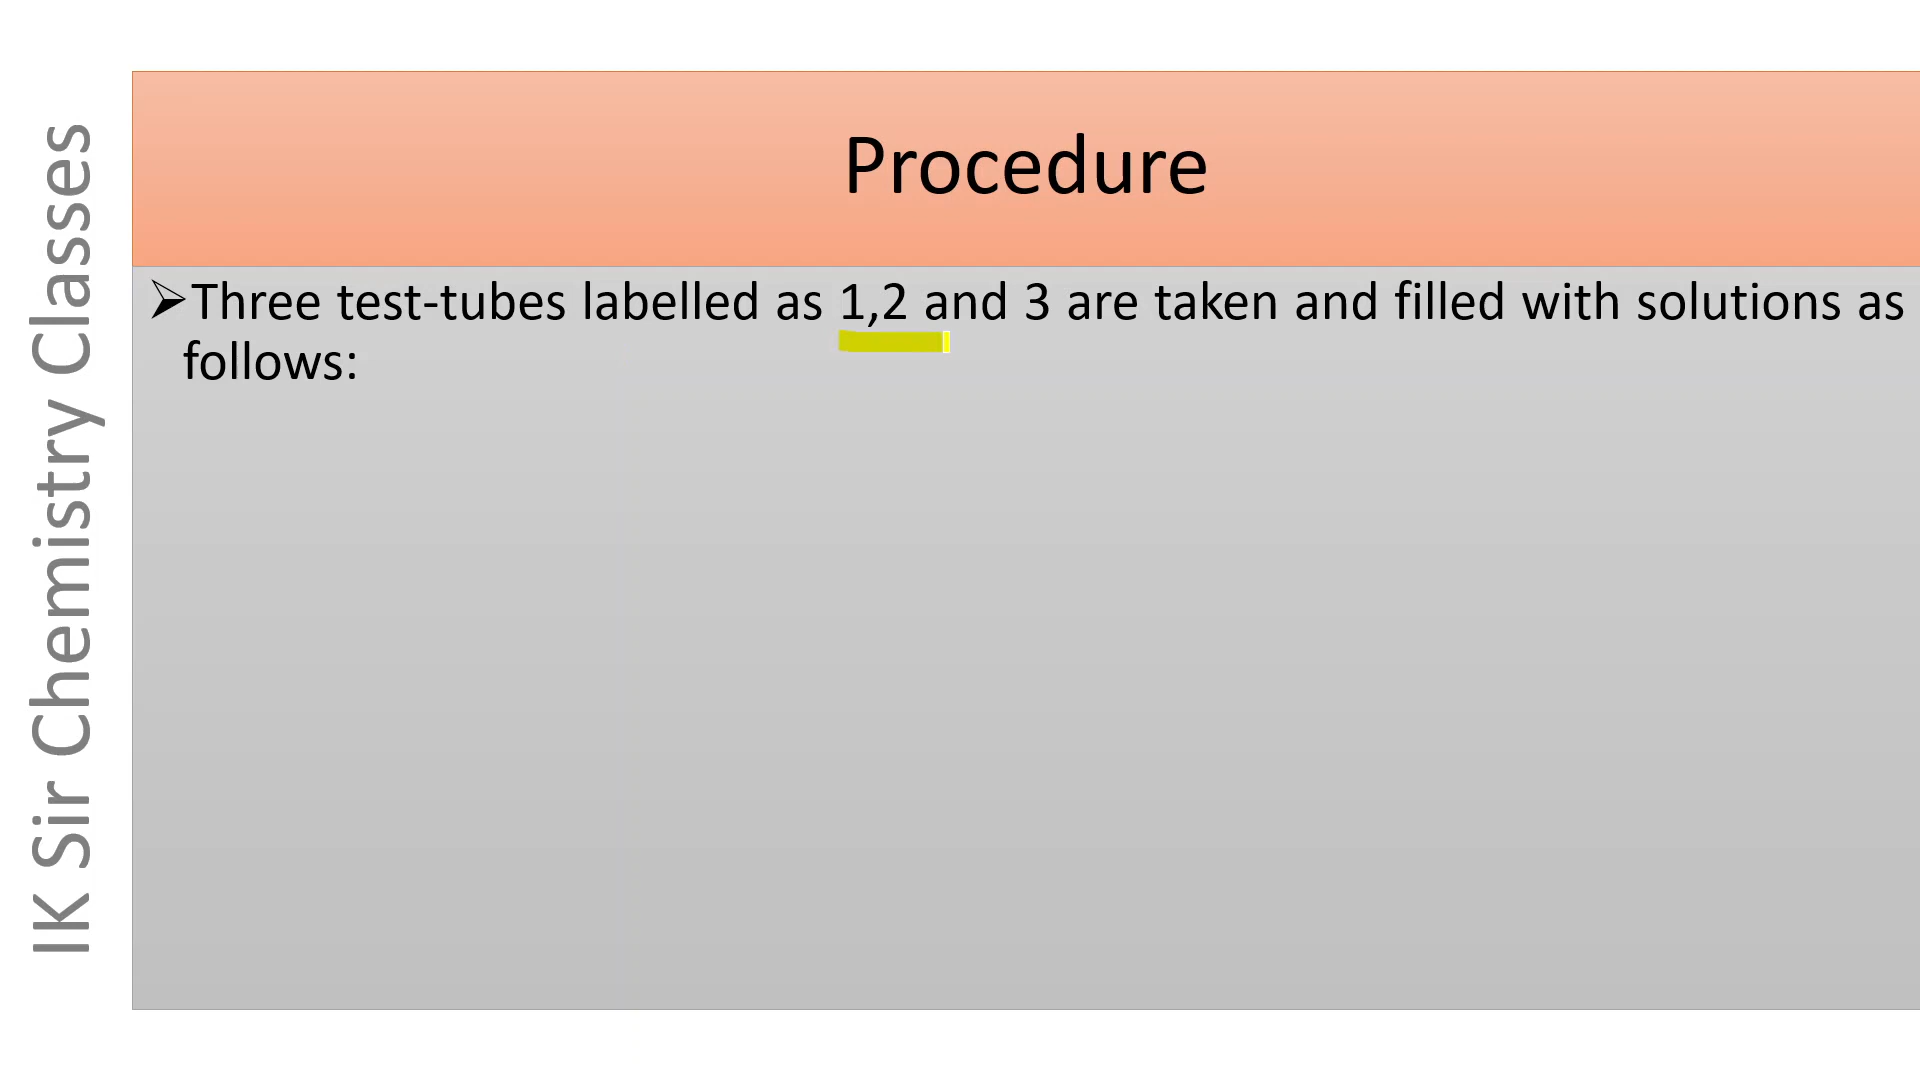 IK Sir Chemistry Classes
Procedure
➢Three test-tubes labelled as 1,2 and 3 are taken and filled with solutions as
follows: